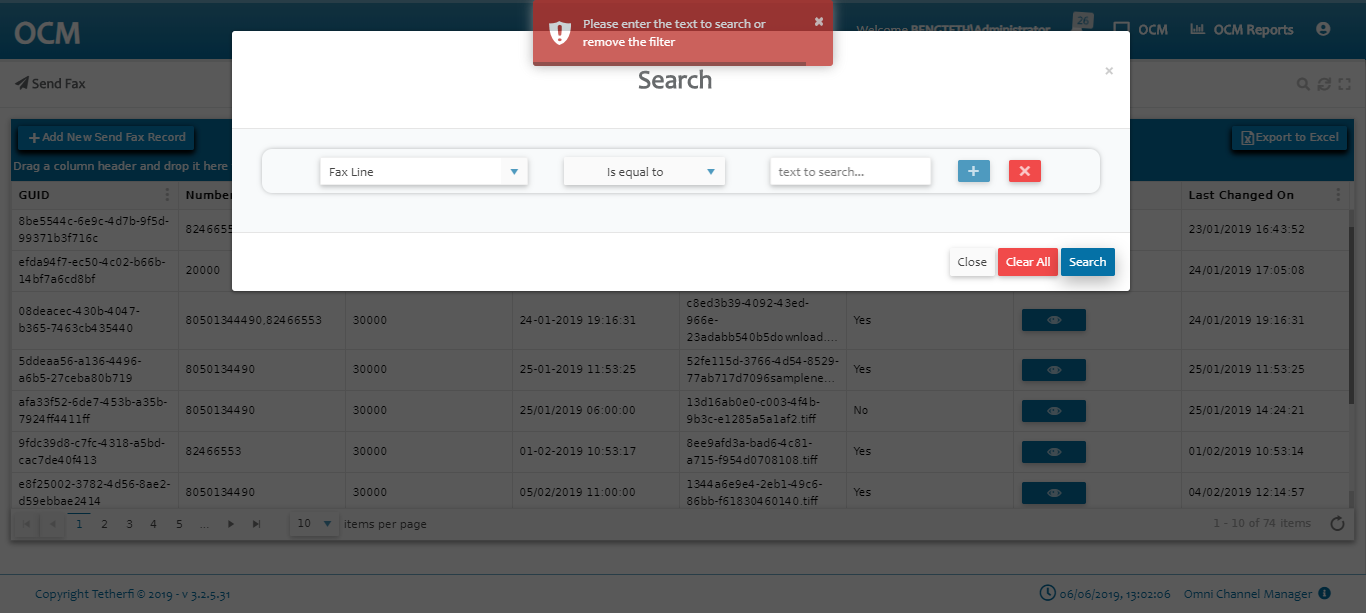 OCM
Please enter the text to search or
remove the filter
Welcome BENGTETH\Administrator
26
OCM
OCM Reports
Send Fax
Search
Add New Send Fax Record
Export to Excel
Drag a column header and drop it here
Fax Line
Is equal to
text to search...
GUID
Number
Last Changed On
8be5544c-6e9c-4d7b-9f5d-
99371b3f716c
8246655
23/01/2019 16:43:52
efda94f7-ec50-4c02-b66b-
14bf7a6cd8bf
20000
24/01/2019 17:05:08
Close
Clear All
Search
08deacec-430b-4047-
b365-7463cb435440
80501344490;82466553
30000
24-01-2019 19:16:31
c8ed3b39-4092-43ed-
966e-
23adabb540b5download....
Yes
24/01/2019 19:16:31
5ddeaa56-a136-4496-
a6b5-27ceba80b719
8050134490
30000
25-01-2019 11:53:25
52fe115d-3766-4d54-8529-
77ab717d7096samplene...
Yes
25/01/2019 11:53:25
afa33f52-6de7-453b-a35b-
7924ff4411ff
8050134490
30000
25/01/2019 06:00:00
13d16ab0e0-c003-4f4b-
9b3c-e1285a5a1af2.tiff
No
25/01/2019 14:24:21
9fdc39d8-c7fc-4318-a5bd-
cac7de40f413
82466553
30000
01-02-2019 10:53:17
8ee9afd3a-bad6-4c81-
a715-f954d0708108.tiff
Yes
01/02/2019 10:53:14
e8f25002-3782-4d56-8ae2-
d59ebbae2414
8050134490
30000
05/02/2019 11:00:00
1344a6e9e4-2eb1-49c6-
86bb-f61830460140.tiff
Yes
04/02/2019 12:14:57
1 2 3 4 5 ...
10
items per page
1 - 10 of 74 items
Copyright Tetherfi © 2019 - v 3.2.5.31
06/06/2019, 13:02:06
Omni Channel Manager